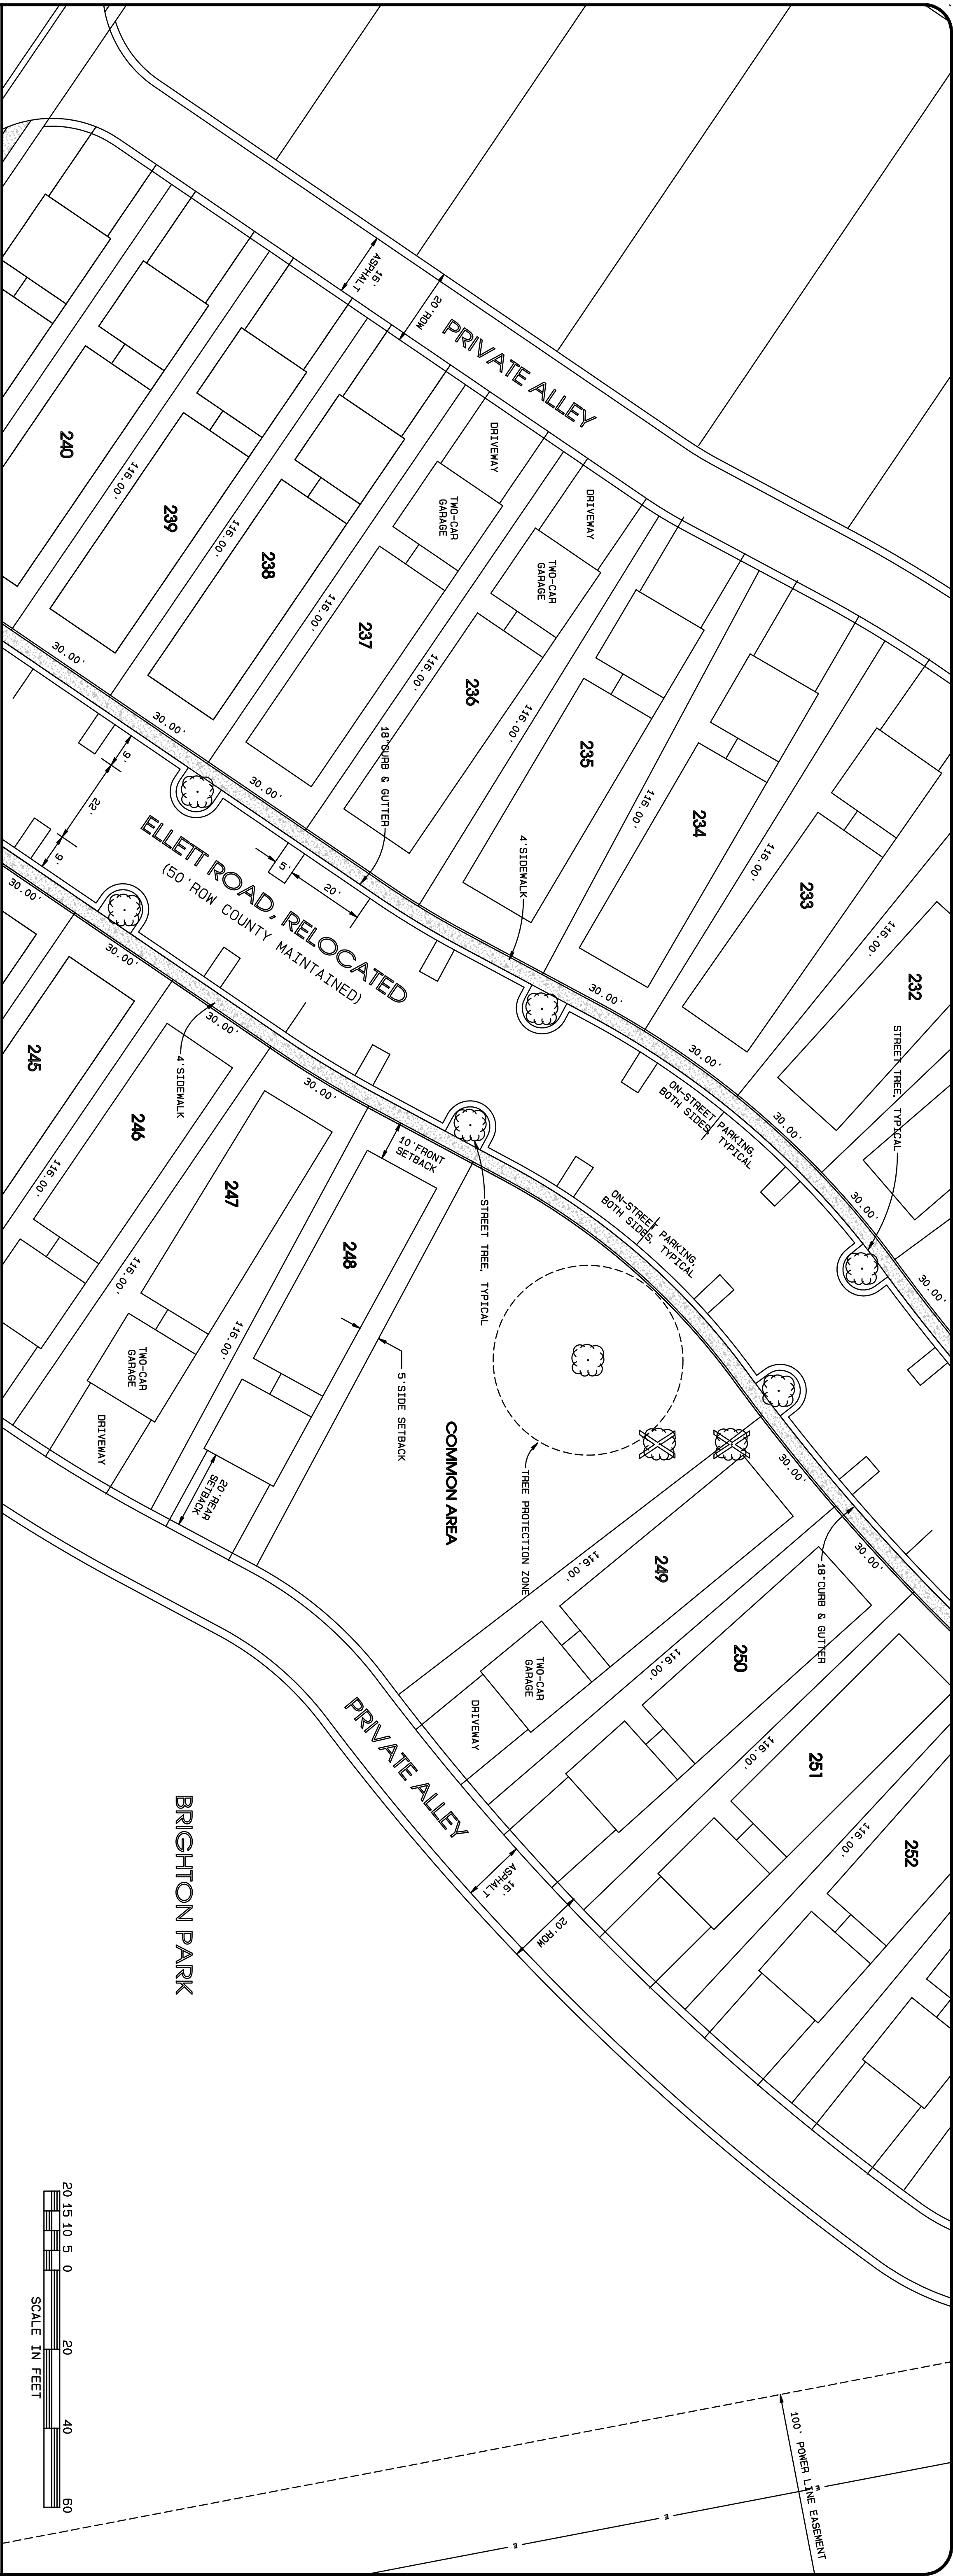 PRIVATE ALLEY
16'
ASPHALT
20'ROW
DRIVEWAY
TWO-CAR
GARAGE
DRIVEWAY
TWO-CAR
GARAGE
240
239
238
237
236
235
234
233
232
116.00'
116.00'
116.00'
116.00'
116.00'
116.00'
116.00'
116.00'
116.00'
30.00'
30.00'
30.00'
30.00'
30.00'
30.00'
30.00'
18"CURB & GUTTER
4'SIDEWALK
STREET TREE, TYPICAL
ON-STREET PARKING,
BOTH SIDES, TYPICAL
9'
22'
9'
5'
20'
ELLETT ROAD, RELOCATED
(50'ROW COUNTY MAINTAINED)
30.00'
30.00'
30.00'
30.00'
30.00'
30.00'
4'SIDEWALK
10'FRONT
SETBACK
STREET TREE, TYPICAL
ON-STREET PARKING,
BOTH SIDES, TYPICAL
18"CURB & GUTTER
245
246
247
248
249
250
251
252
116.00'
116.00'
116.00'
116.00'
116.00'
116.00'
116.00'
TWO-CAR
GARAGE
DRIVEWAY
20'REAR
SETBACK
5'SIDE SETBACK
COMMON AREA
TREE PROTECTION ZONE
TWO-CAR
GARAGE
DRIVEWAY
PRIVATE ALLEY
16'
ASPHALT
20'ROW
BRIGHTON PARK
20 15 10 5 0 20 40 60
SCALE IN FEET
100' POWER LINE EASEMENT
E
E
E